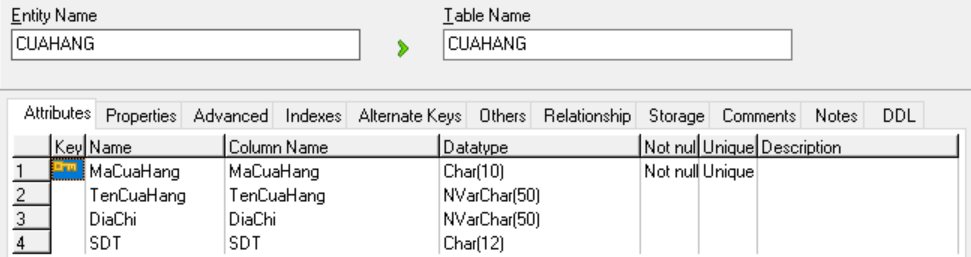 Entity Name Table Name
CUAHANG CUAHANG
Attributes Properties Advanced Indexes Alternate Keys Others Relationship Storage Comments Notes DDL
Key Name Column Name Datatype Not nul Unique Description
1 MaCuaHang MaCuaHang Char(10) Not null Unique
2 TenCuaHang TenCuaHang NVarChar(50)
3 DiaChi DiaChi NVarChar(50)
4 SDT SDT Char(12)